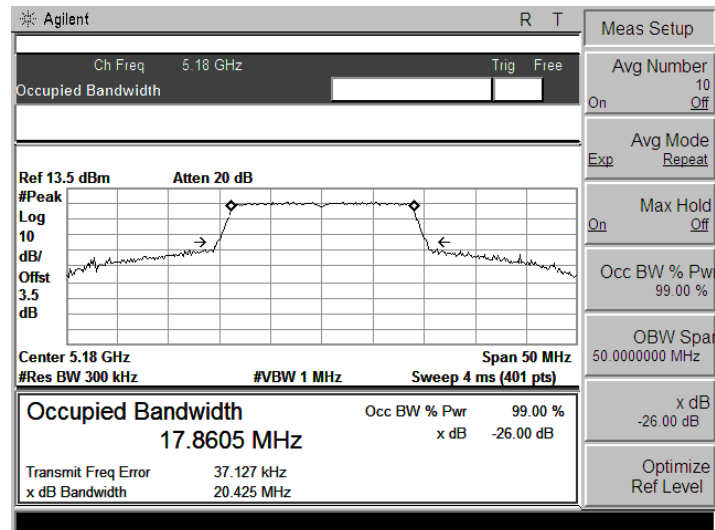 Agilent R T
Ch Freq 5.18 GHz Trig Free
Occupied Bandwidth
Ref 13.5 dBm Atten 20 dB
#Peak
Log
10
dB/
Offst
3.5
dB
Center 5.18 GHz Span 50 MHz
#Res BW 300 kHz #VBW 1 MHz Sweep 4 ms (401 pts)
Occupied Bandwidth
17.8605 MHz
Occ BW % Pwr 99.00 %
x dB -26.00 dB
Transmit Freq Error 37.127 kHz
x dB Bandwidth 20.425 MHz
Meas Setup
Avg Number
10
On Off
Avg Mode
Exp Repeat
Max Hold
On Off
Occ BW % Pwr
99.00 %
OBW Spar
50.0000000 MHz
x dB
-26.00 dB
Optimize
Ref Level